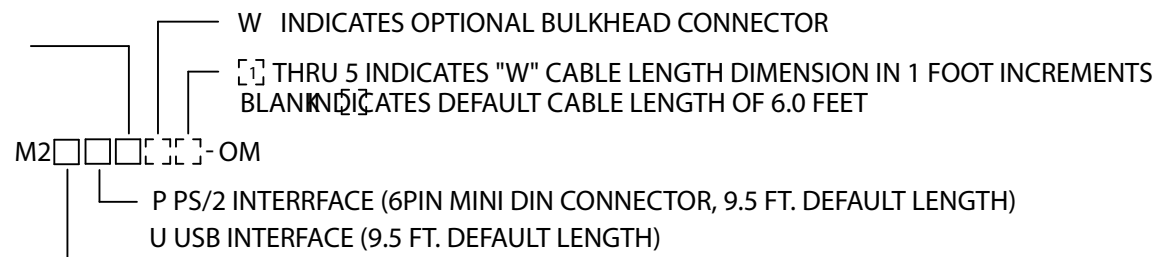 W INDICATES OPTIONAL BULKHEAD CONNECTOR
1 THRU 5 INDICATES "W" CABLE LENGTH DIMENSION IN 1 FOOT INCREMENTS
BLANK INDICATES DEFAULT CABLE LENGTH OF 6.0 FEET
M2 - OM
P PS/2 INTERRFACE (6PIN MINI DIN CONNECTOR, 9.5 FT. DEFAULT LENGTH)
U USB INTERFACE (9.5 FT. DEFAULT LENGTH)